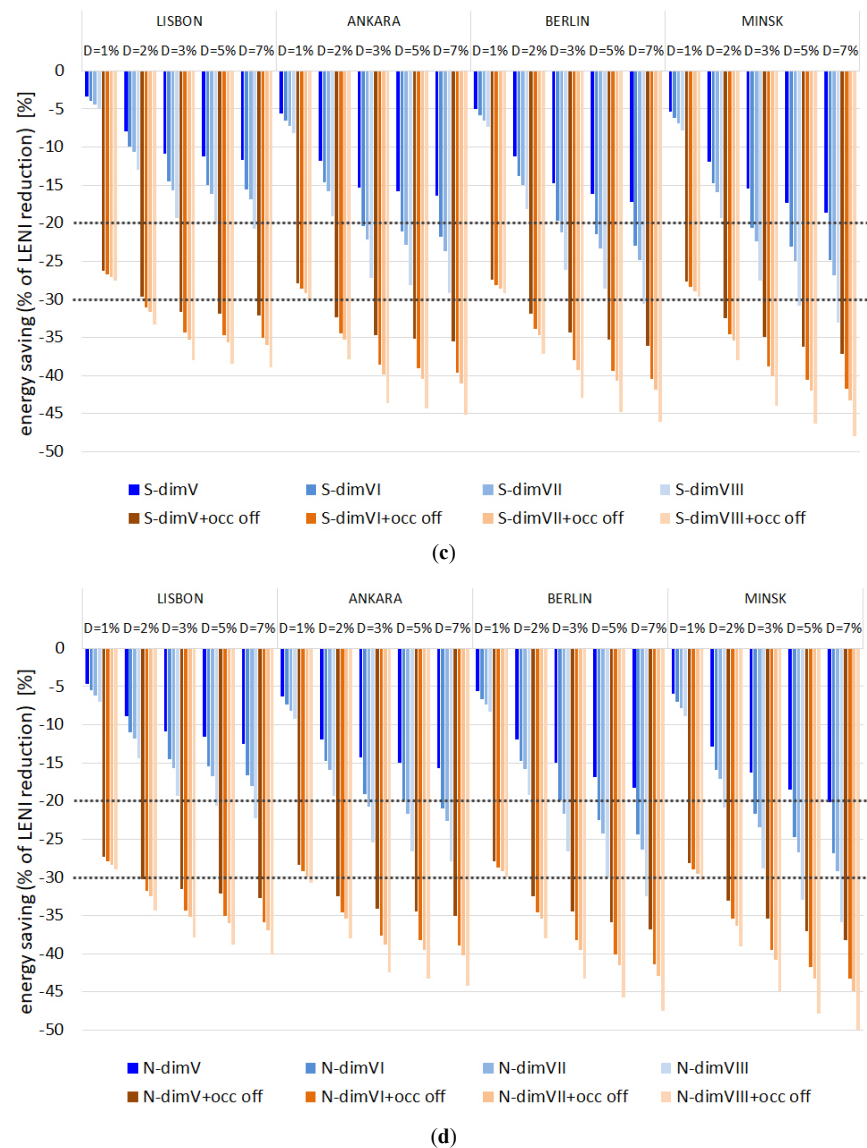 LISBON ANKARA BERLIN MINSK
D=1% D=2% D=3% D=5% D=7% D=1% D=2% D=3% D=5% D=7% D=1% D=2% D=3% D=5% D=7% D=1% D=2% D=3% D=5% D=7%
energy saving (% of LENI reduction) [%]
0
-5
-10
-15
-20
-25
-30
-35
-40
-45
-50
S-dimV S-dimVI S-dimVII S-dimVIII
S-dimV+occ off S-dimVI+occ off S-dimVII+occ off S-dimVIII+occ off
(c)
LISBON ANKARA BERLIN MINSK
D=1% D=2% D=3% D=5% D=7% D=1% D=2% D=3% D=5% D=7% D=1% D=2% D=3% D=5% D=7% D=1% D=2% D=3% D=5% D=7%
energy saving (% of LENI reduction) [%]
0
-5
-10
-15
-20
-25
-30
-35
-40
-45
-50
N-dimV N-dimVI N-dimVII N-dimVIII
N-dimV+occ off N-dimVI+occ off N-dimVII+occ off N-dimVIII+occ off
(d)